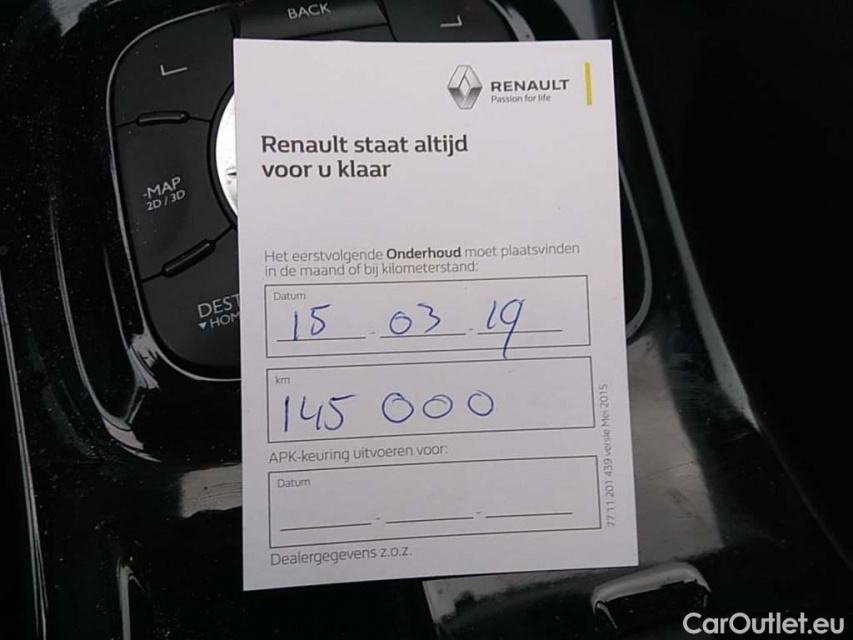 BACK
-MAP
2D / 3D
DEST
▼HOM
RENAULT
Passion for life
Renault staat altijd
voor u klaar
Het eerstvolgende Onderhoud moet plaatsvinden
in de maand of bij kilometerstand:
Datum
15 - 03 - 19
km
145 000
APK-keuring uitvoeren voor:
Datum
Dealergegevens z.o.z.
77 11 201 439 versie Mei 2015
CarOutlet.eu